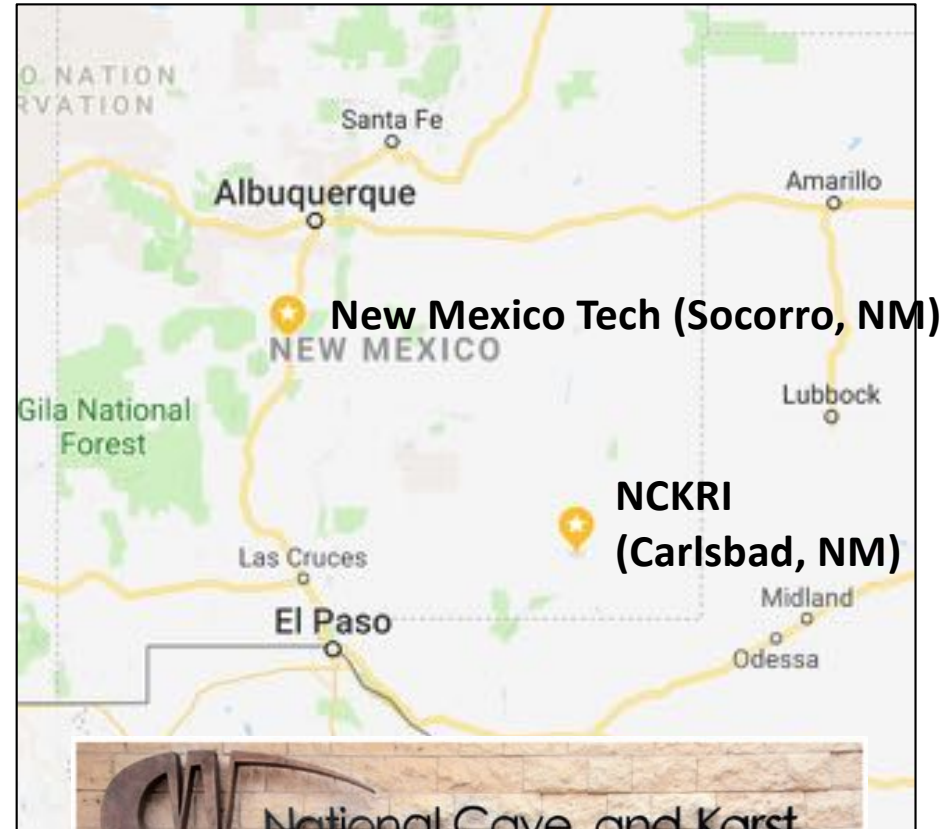 O NATION
RVATION
Santa Fe
Albuquerque
Amarillo
New Mexico Tech (Socorro, NM)
NEW MEXICO
Lubbock
Gila National
Forest
NCKRI
(Carlsbad, NM)
Las Cruces
Midland
El Paso
Odessa
National Cave and Karst